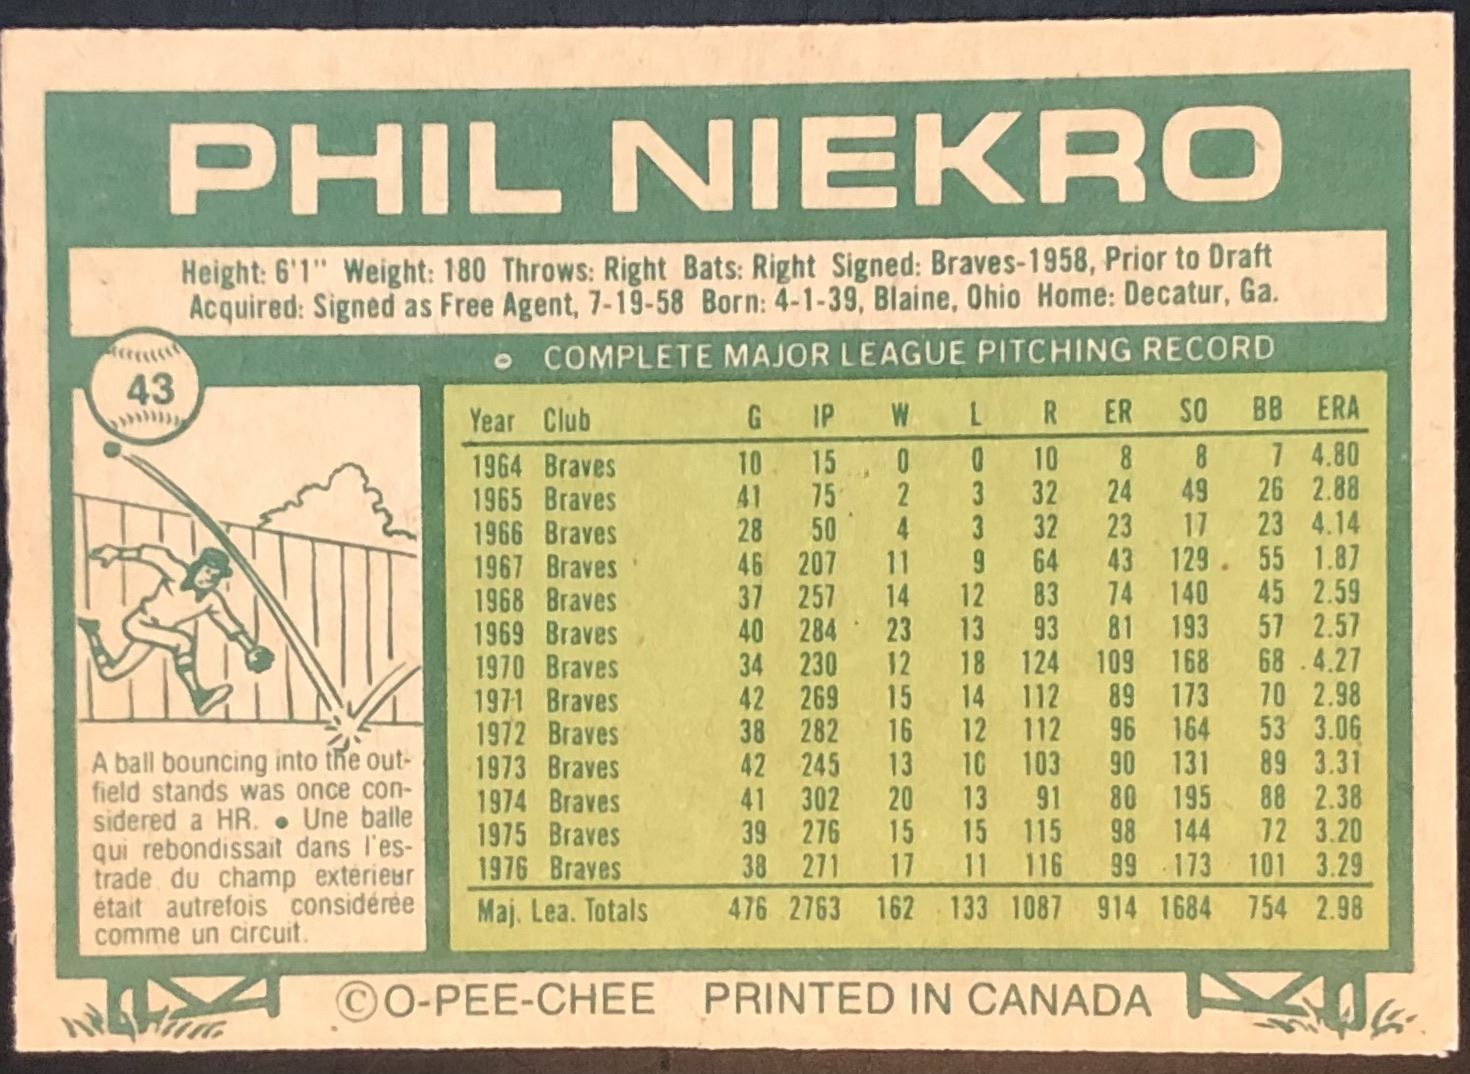 PHIL NIEKRO
Height: 6'1" Weight: 180 Throws: Right Bats: Right Signed: Braves-1958, Prior to Draft
Acquired: Signed as Free Agent, 7-19-58 Born: 4-1-39, Blaine, Ohio Home: Decatur, Ga.
43
COMPLETE MAJOR LEAGUE PITCHING RECORD
Year Club G IP W L R ER SO BB ERA
1964 Braves 10 15 0 0 10 8 8 7 4.80
1965 Braves 41 75 2 3 32 24 49 26 2.88
1966 Braves 28 50 4 3 32 23 17 23 4.14
1967 Braves 46 207 11 9 64 43 129 55 1.87
1968 Braves 37 257 14 12 83 74 140 45 2.59
1969 Braves 40 284 23 13 93 81 193 57 2.57
1970 Braves 34 230 12 18 124 109 168 68 4.27
1971 Braves 42 269 15 14 112 89 173 70 2.98
1972 Braves 38 282 16 12 112 96 164 53 3.06
1973 Braves 42 245 13 10 103 90 131 89 3.31
1974 Braves 41 302 20 13 91 80 195 88 2.38
1975 Braves 39 276 15 15 115 98 144 72 3.20
1976 Braves 38 271 17 11 116 99 173 101 3.29
Maj. Lea. Totals 476 2763 162 133 1087 914 1684 754 2.98
A ball bouncing into the out-
field stands was once con-
sidered a HR. ● Une balle
qui rebondissait dans l'es-
trade du champ extérieur
était autrefois considérée
comme un circuit.
©O-PEE-CHEE PRINTED IN CANADA